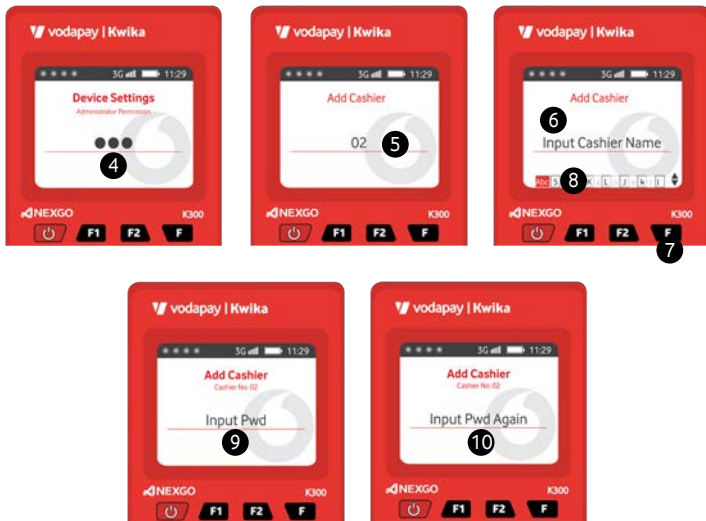 vodapay | Kwika
3G 11:29
Device Settings
Administrator Permission
4
NEXGO K300
F1 F2 F
vodapay | Kwika
3G 11:29
Add Cashier
02 5
NEXGO K300
F1 F2 F
vodapay | Kwika
3G 11:29
Add Cashier
6
Input Cashier Name
Abc 5 8 K L J k l
NEXGO K300
F1 F2 F
7
vodapay | Kwika
3G 11:29
Add Cashier
Cashier No: 02
Input Pwd
9
NEXGO K300
F1 F2 F
vodapay | Kwika
3G 11:29
Add Cashier
Cashier No: 02
Input Pwd Again
10
NEXGO K300
F1 F2 F